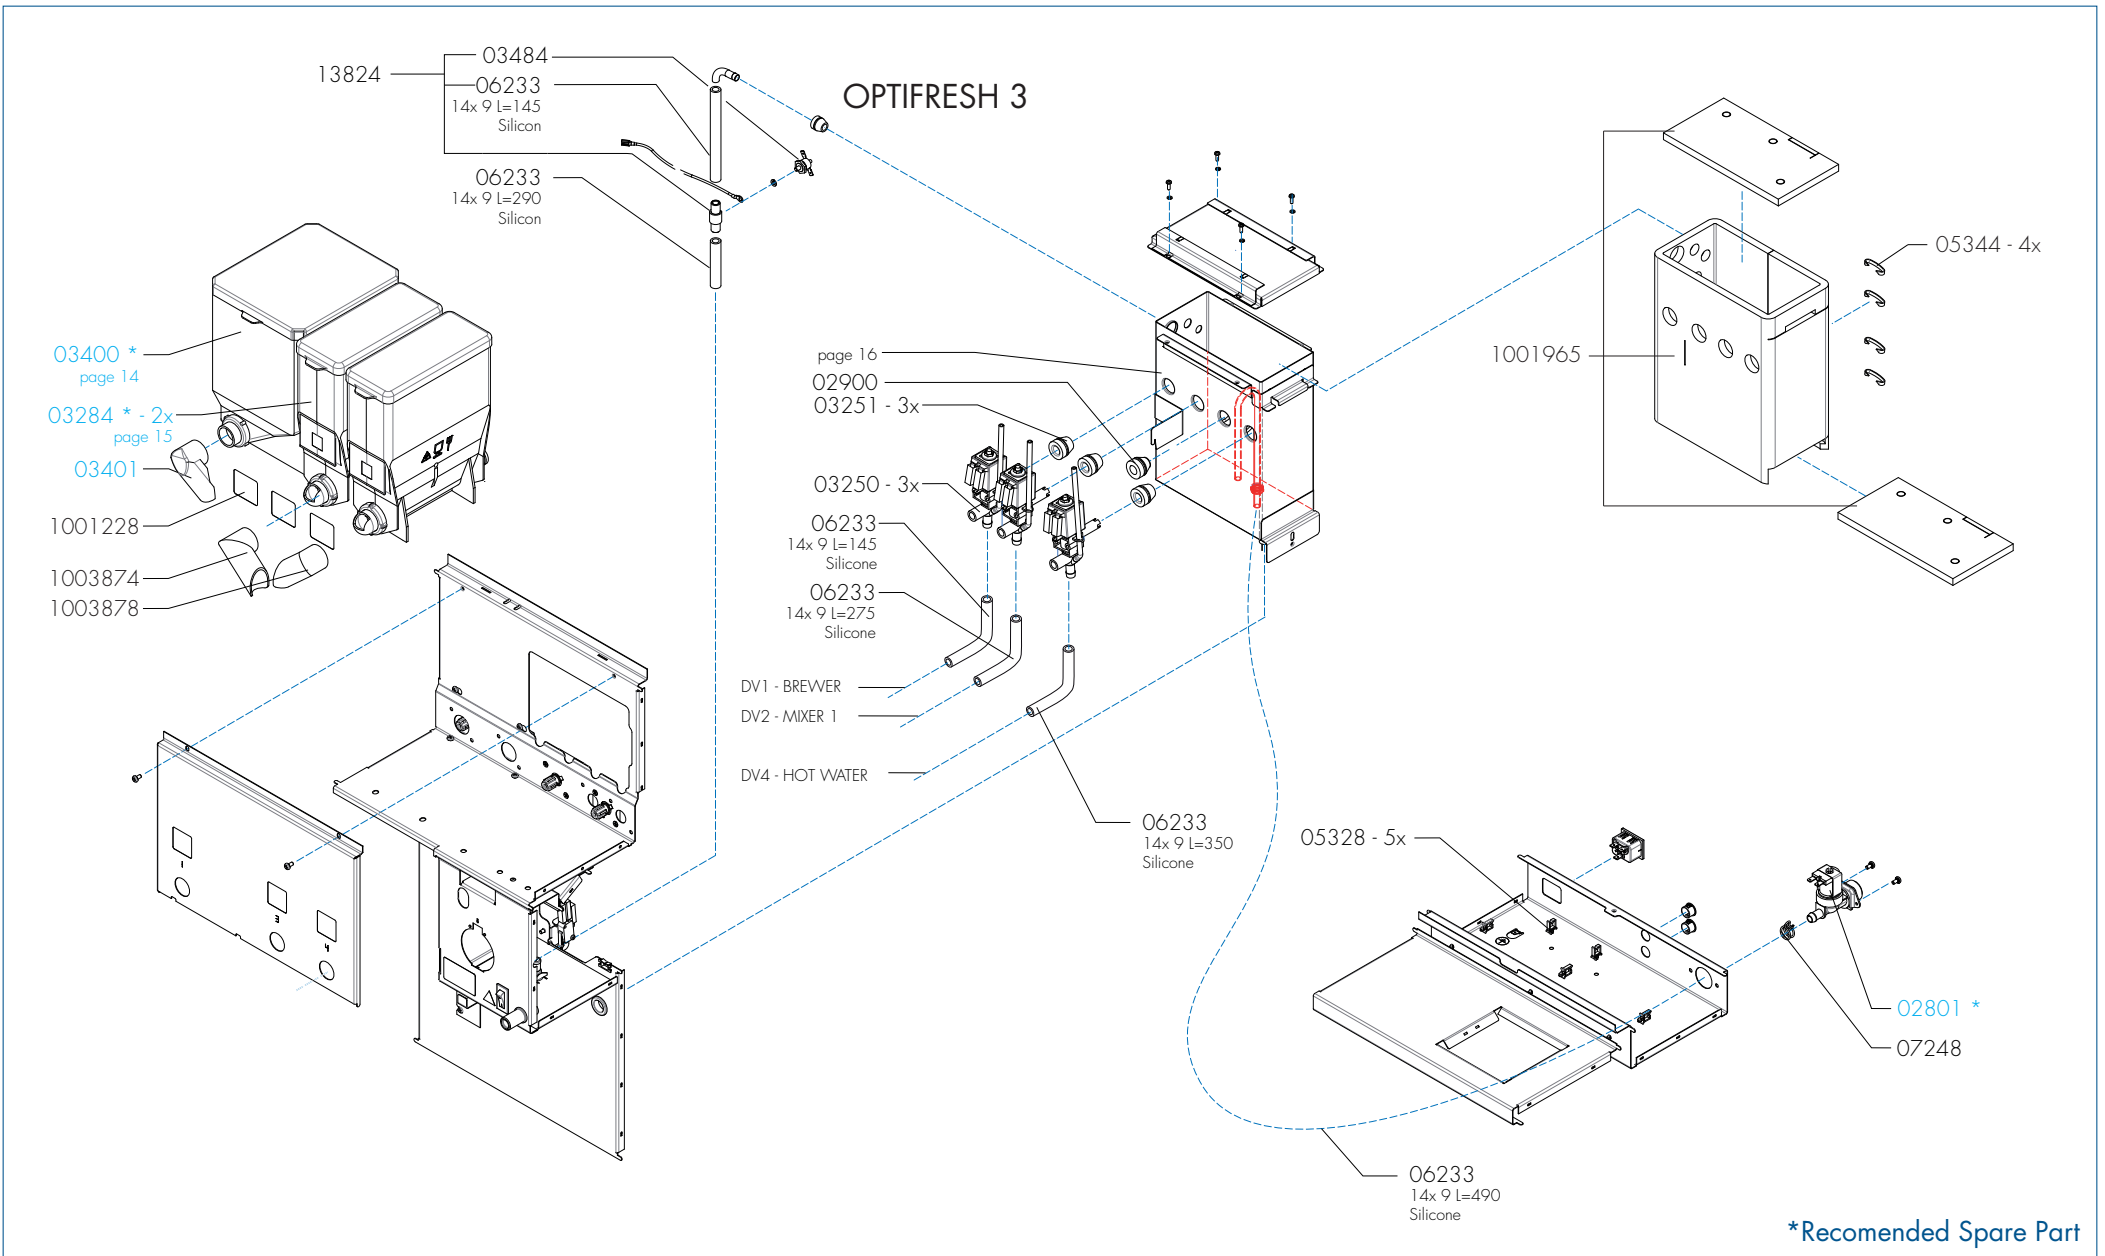 OPTIFRESH 3
13824
03484
06233
14x 9 L=145
Silicon
06233
14x 9 L=290
Silicon
03400 *
page 14
03284 * - 2x
page 15
03401
1001228
1003874
1003878
page 16
02900
03251 - 3x
03250 - 3x
06233
14x 9 L=145
Silicone
06233
14x 9 L=275
Silicone
DV1 - BREWER
DV2 - MIXER 1
DV4 - HOT WATER
06233
14x 9 L=350
Silicone
05344 - 4x
1001965
05328 - 5x
02801 *
07248
06233
14x 9 L=490
Silicone
1
3
4
*Recomended Spare Part